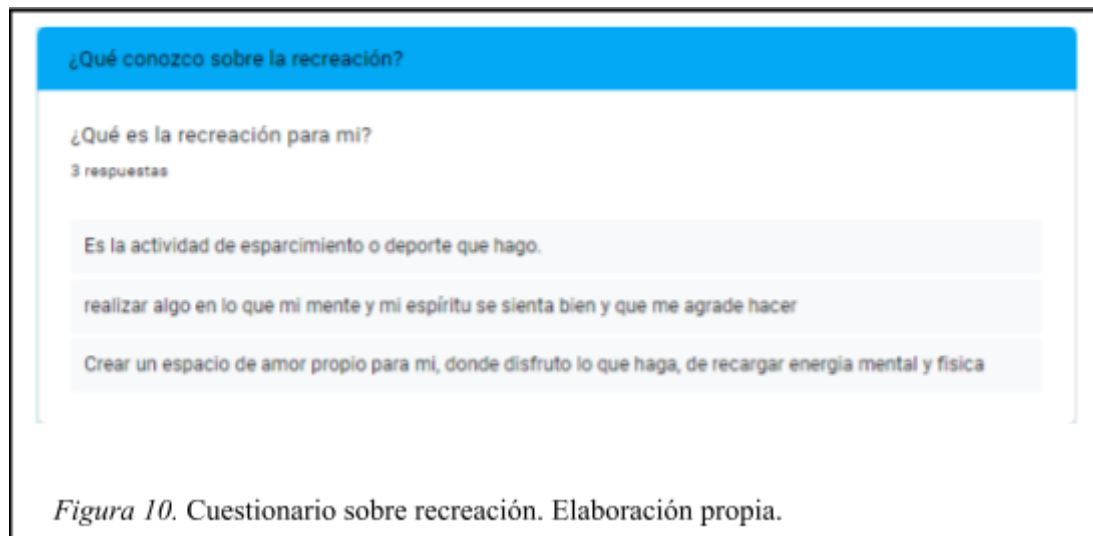 ¿Qué conozco sobre la recreación?
¿Qué es la recreación para mi?
3 respuestas
Es la actividad de esparcimiento o deporte que hago.
realizar algo en lo que mi mente y mi espíritu se sienta bien y que me agrade hacer
Crear un espacio de amor propio para mi, donde disfruto lo que haga, de recargar energia mental y fisica
Figura 10. Cuestionario sobre recreación. Elaboración propia.